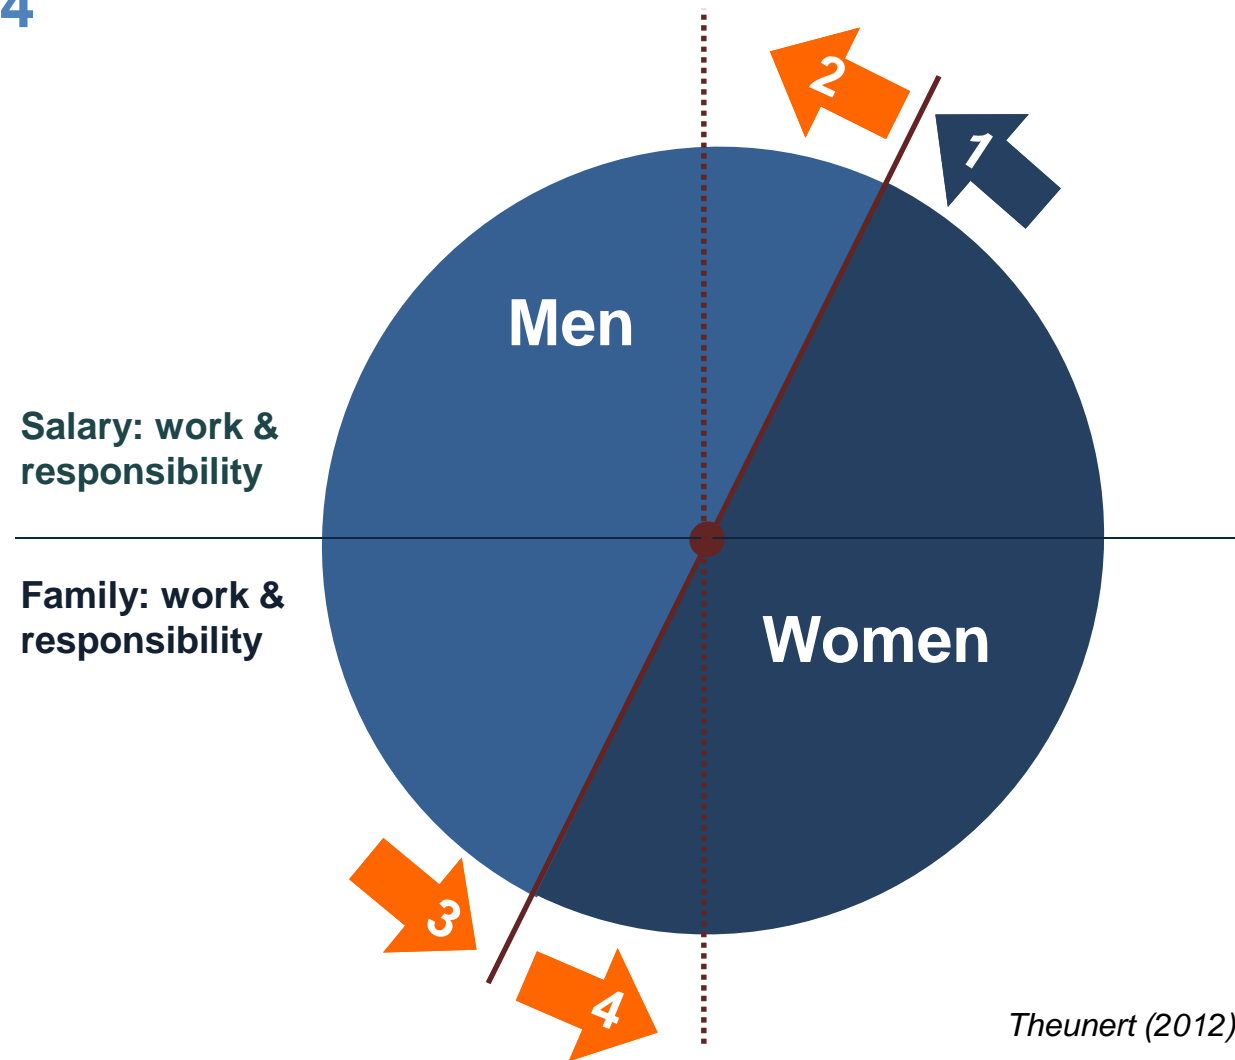 4
2
1
Men
Salary: work &
responsibility
Family: work &
responsibility
Women
3
4
Theunert (2012)